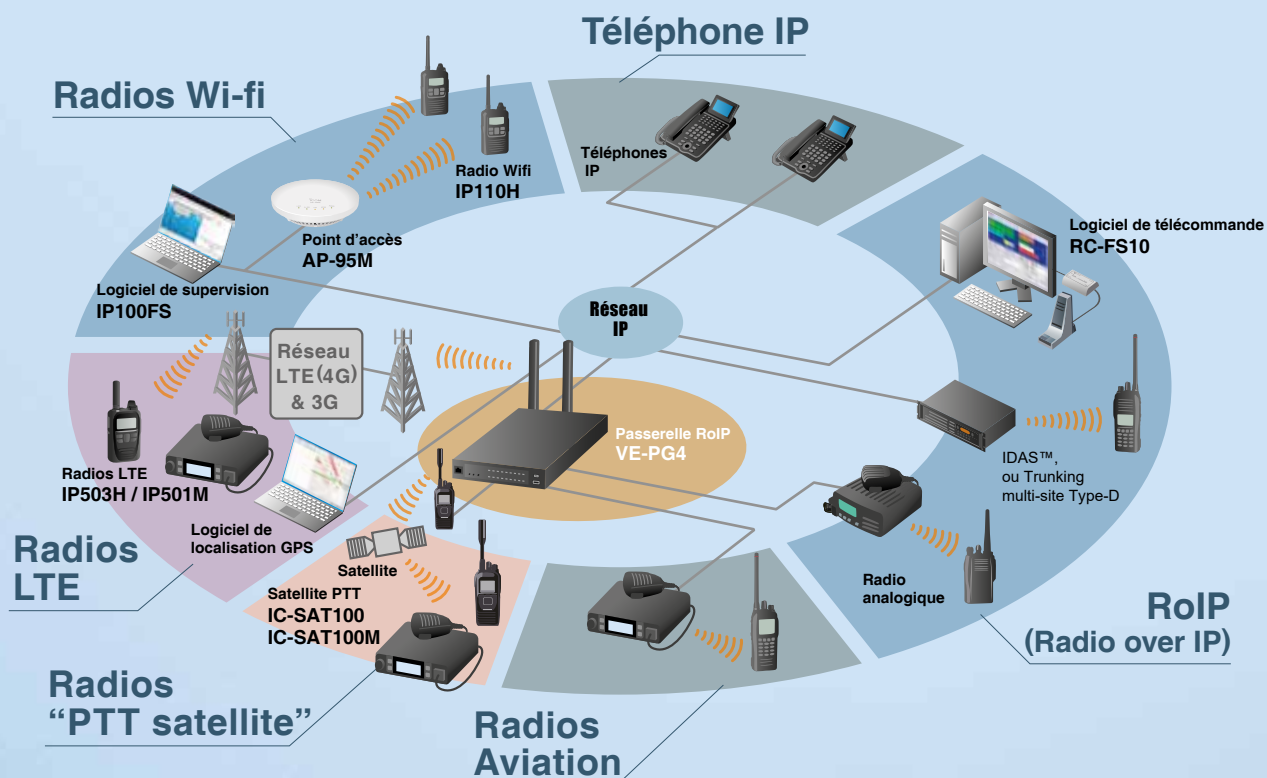 Téléphone IP
Radios Wi-fi
Téléphones
IP
Radio Wifi
IP110H
Point d'accès
AP-95M
Logiciel de supervision
IP100FS
Logiciel de télécommande
RC-FS10
Réseau
IP
Réseau
LTE(4G)
& 3G
Passerelle RoIP
VE-PG4
IDAS™,
ou Trunking
multi-site Type-D
Radios LTE
IP503H / IP501M
Logiciel de
localisation GPS
Radios
LTE
Satellite
Satellite PTT
IC-SAT100
IC-SAT100M
Radio
analogique
RoIP
(Radio over IP)
Radios
“PTT satellite”
Radios
Aviation